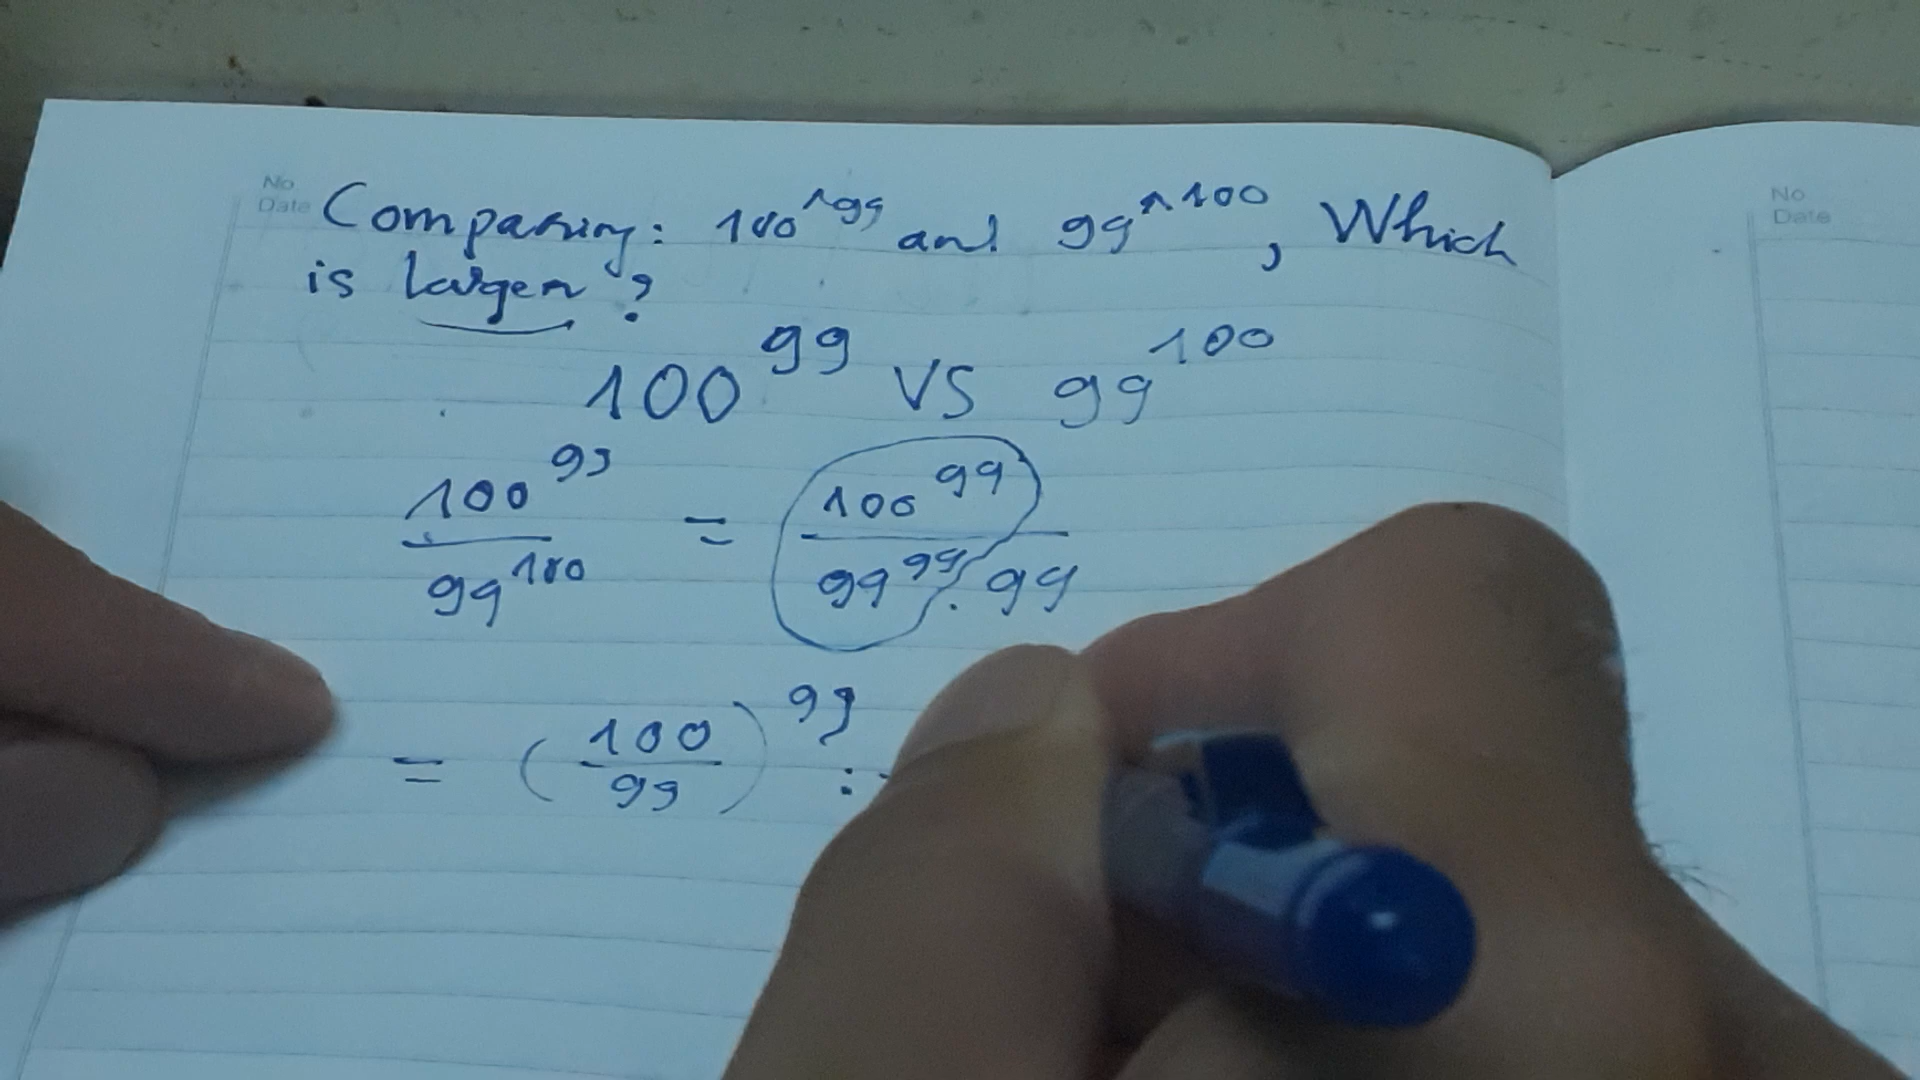 No
Date
Comparing: 100^99 and 99^100, Which
is larger?
100^99 VS 99^100
100^99 / 99^100 = 100^99 / 99^99 . 99
= (100/99)^99 :
No
Date